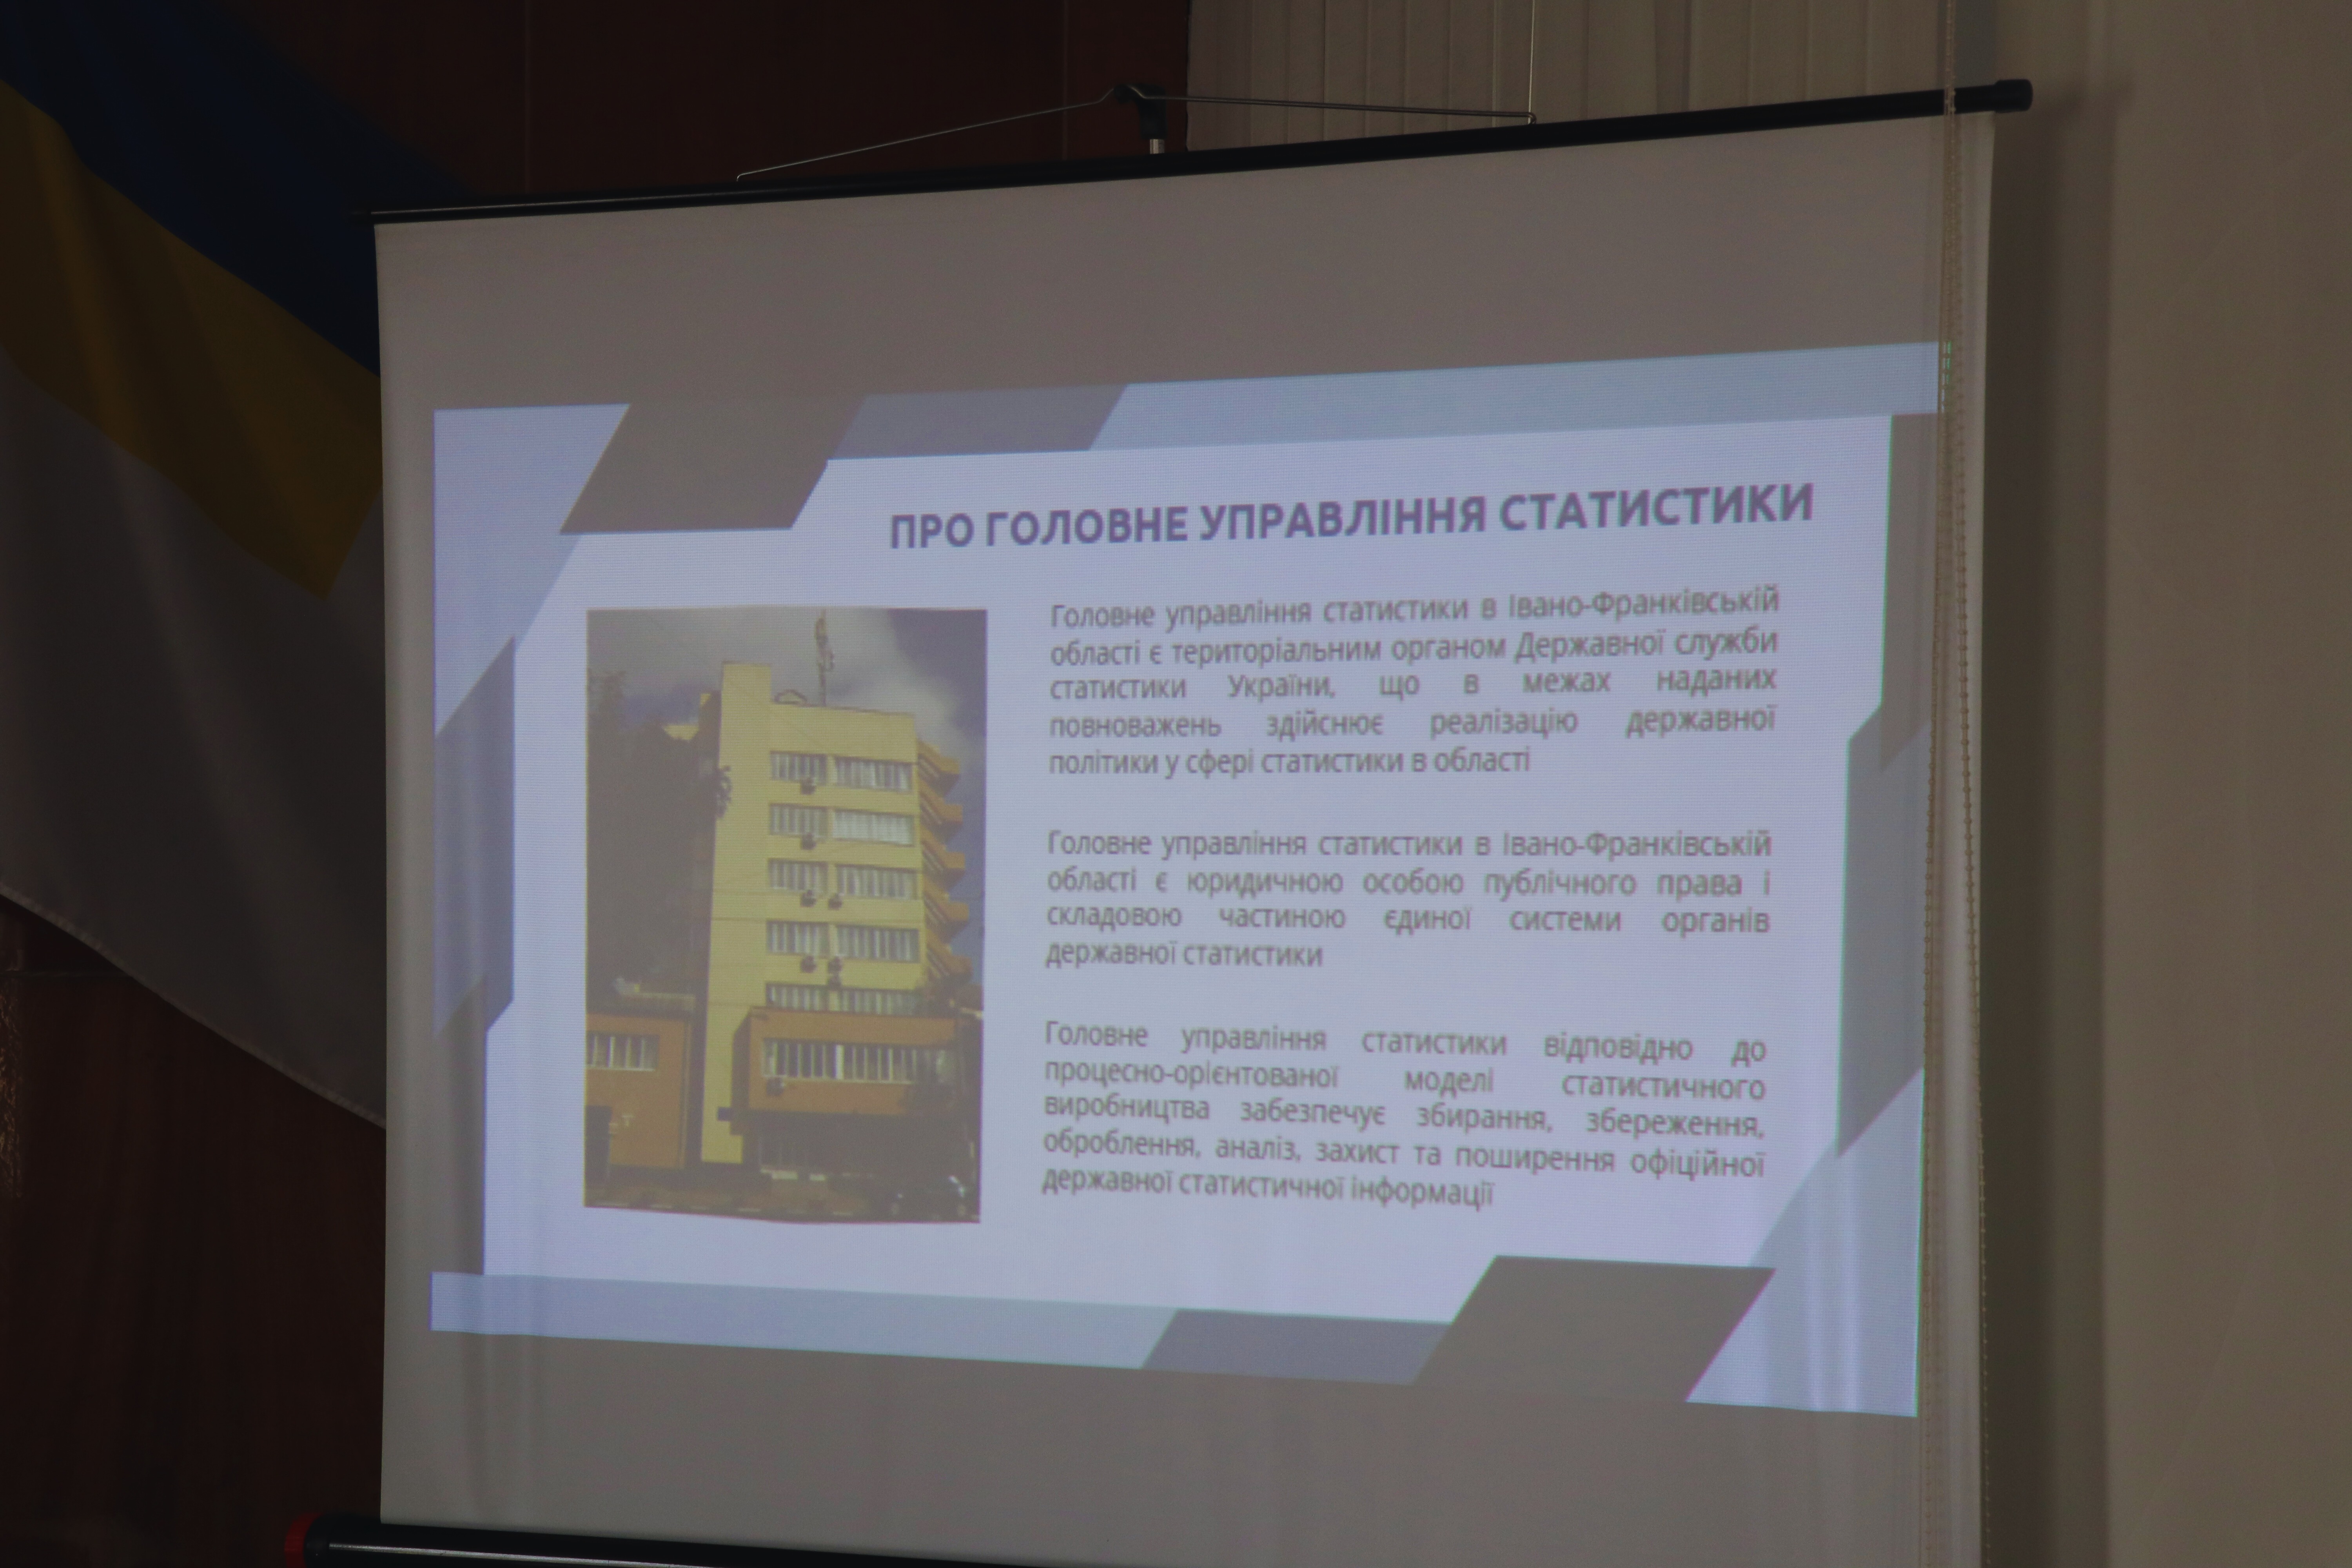 ПРО ГОЛОВНЕ УПРАВЛІННЯ СТАТИСТИКИ
Головне управління статистики в Івано-Франківській
області є територіальним органом Державної служби
статистики України, що в межах наданих
повноважень здійснює реалізацію державної
політики у сфері статистики в області
Головне управління статистики в Івано-Франківській
області є юридичною особою публічного права і
складовою частиною єдиної системи органів
державної статистики
Головне управління статистики відповідно до
процесно-орієнтованої моделі статистичного
виробництва забезпечує збирання, збереження,
оброблення, аналіз, захист та поширення офіційної
державної статистичної інформації